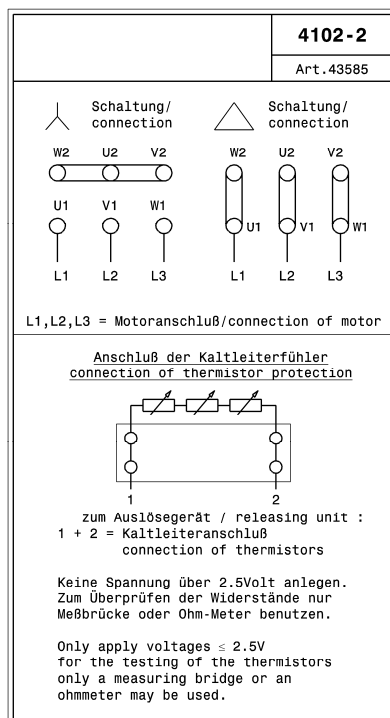 4102-2
Art.43585
Schaltung/ Schaltung/
connection connection
W2 U2 V2 W2 U2 V2
U1 V1 W1 U1 V1 W1
L1 L2 L3 L1 L2 L3
L1,L2,L3 = Motoranschluß/connection of motor
Anschluß der Kaltleiterfühler
connection of thermistor protection
1 2
zum Auslösegerät / releasing unit :
1 + 2 = Kaltleiteranschluß
connection of thermistors
Keine Spannung über 2.5Volt anlegen.
Zum Überprüfen der Widerstände nur
Meßbrücke oder Ohm-Meter benutzen.
Only apply voltages ≤ 2.5V
for the testing of the thermistors
only a measuring bridge or an
ohmmeter may be used.